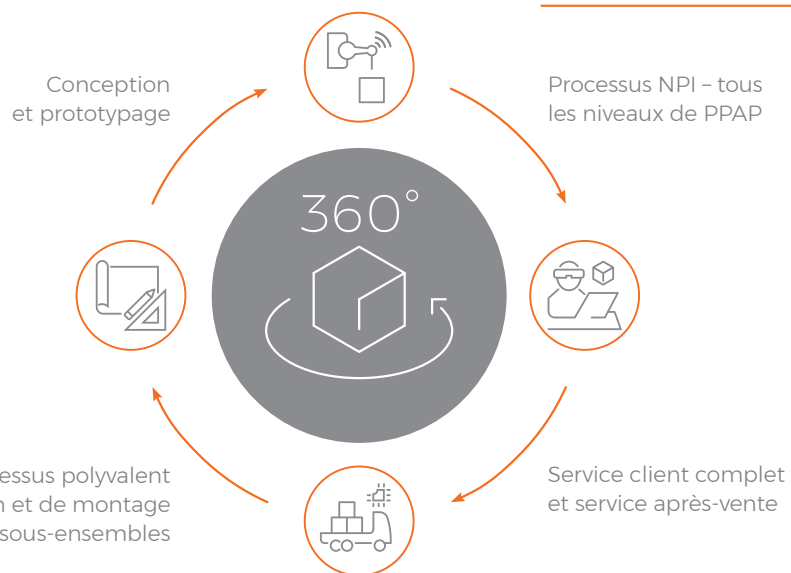 Conception
et prototypage
Processus NPI – tous
les niveaux de PPAP
360°
polyvalent
et de montage
sous-ensembles
Service client complet
et service après-vente